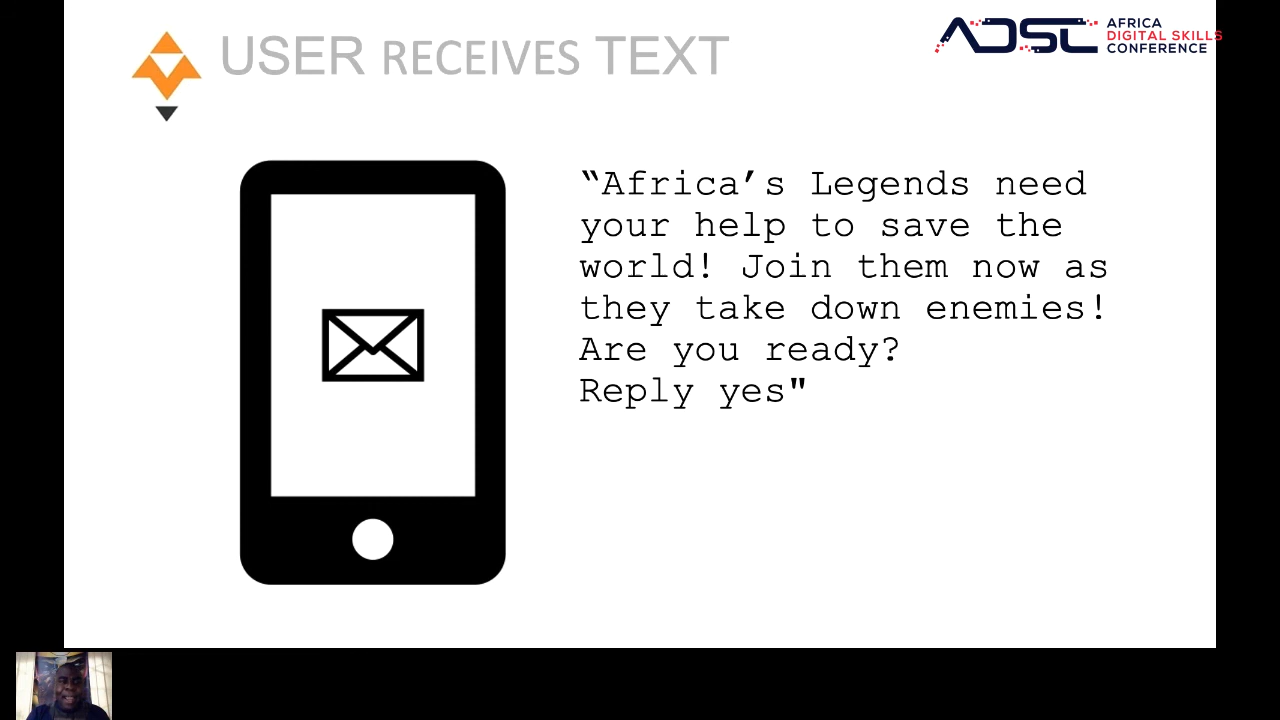 USER RECEIVES TEXT
ADSC
AFRICA
DIGITAL SKILLS
CONFERENCE
“Africa’s Legends need
your help to save the
world! Join them now as
they take down enemies!
Are you ready?
Reply yes"